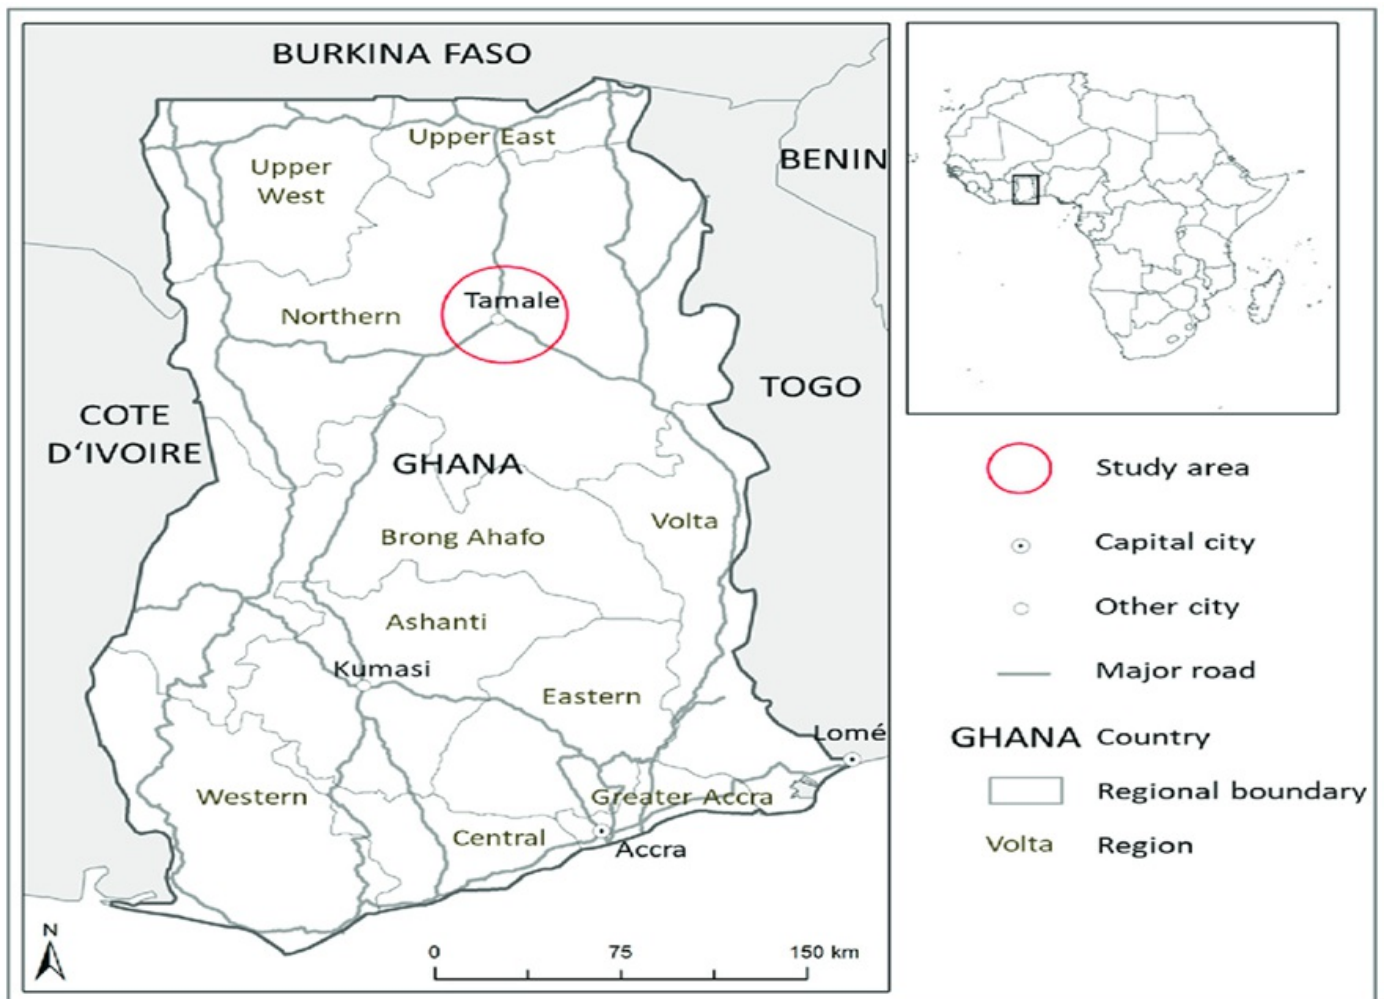 BURKINA FASO
Upper East
Upper
West
BENIN
Tamale
Northern
TOGO
COTE
D‘IVOIRE
GHANA
Volta
Brong Ahafo
Ashanti
Kumasi
Eastern
Lomé
Western
Greater Accra
Central
Accra
N
0 75 150 km
Study area
Capital city
Other city
Major road
GHANA Country
Regional boundary
Volta Region